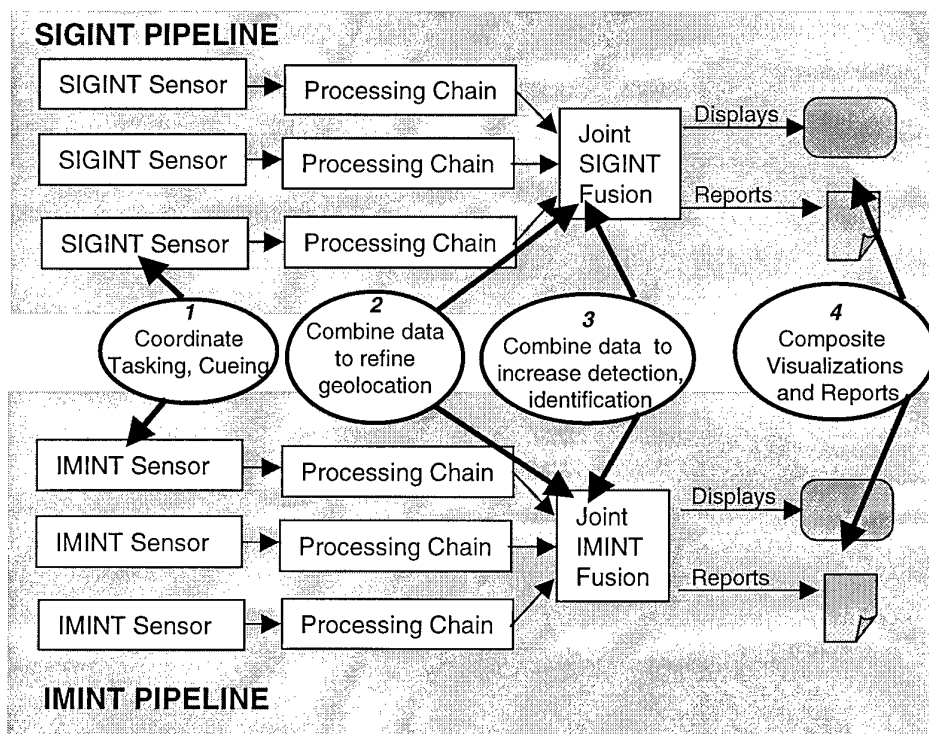 SIGINT PIPELINE
SIGINT Sensor
Processing Chain
SIGINT Sensor
Processing Chain
SIGINT Sensor
Processing Chain
Joint
SIGINT
Fusion
Displays
Reports
1
Coordinate
Tasking, Cueing
2
Combine data
to refine
geolocation
3
Combine data to
increase detection,
identification
4
Composite
Visualizations
and Reports
IMINT Sensor
Processing Chain
IMINT Sensor
Processing Chain
IMINT Sensor
Processing Chain
Joint
IMINT
Fusion
Displays
Reports
IMINT PIPELINE